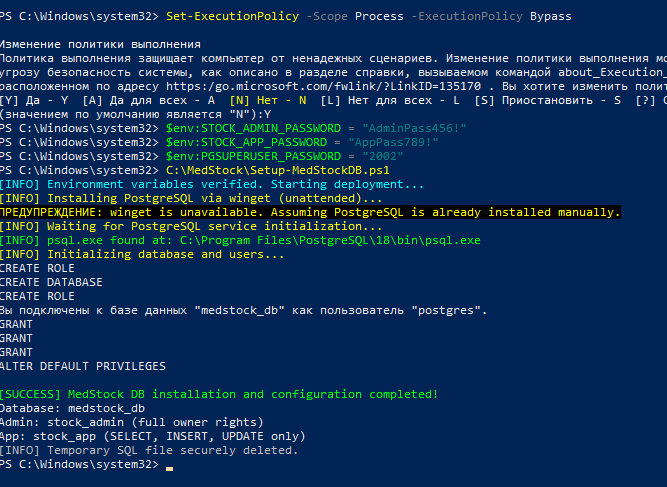 PS C:\Windows\system32> Set-ExecutionPolicy -Scope Process -ExecutionPolicy Bypass
Изменение политики выполнения
Политика выполнения защищает компьютер от ненадежных сценариев. Изменение политики выполнения мо
угрозу безопасность системы, как описано в разделе справки, вызываемом командой about_Execution_
расположенном по адресу https:/go.microsoft.com/fwlink/?LinkID=135170 . Вы хотите изменить полит
[Y] Да - Y  [A] Да для всех - A  [N] Нет - N  [L] Нет для всех - L  [S] Приостановить - S  [?] С
(значением по умолчанию является "N"):Y
PS C:\Windows\system32> $env:STOCK_ADMIN_PASSWORD = "AdminPass456!"
PS C:\Windows\system32> $env:STOCK_APP_PASSWORD = "AppPass789!"
PS C:\Windows\system32> $env:PGSUPERUSER_PASSWORD = "2002"
PS C:\Windows\system32> C:\MedStock\Setup-MedStockDB.ps1
[INFO] Environment variables verified. Starting deployment...
[INFO] Installing PostgreSQL via winget (unattended)...
ПРЕДУПРЕЖДЕНИЕ: winget is unavailable. Assuming PostgreSQL is already installed manually.
[INFO] Waiting for PostgreSQL service initialization...
[INFO] psql.exe found at: C:\Program Files\PostgreSQL\18\bin\psql.exe
[INFO] Initializing database and users...
CREATE ROLE
CREATE DATABASE
CREATE ROLE
Вы подключены к базе данных "medstock_db" как пользователь "postgres".
GRANT
GRANT
GRANT
ALTER DEFAULT PRIVILEGES
[SUCCESS] MedStock DB installation and configuration completed!
Database: medstock_db
Admin: stock_admin (full owner rights)
App: stock_app (SELECT, INSERT, UPDATE only)
[INFO] Temporary SQL file securely deleted.
PS C:\Windows\system32>